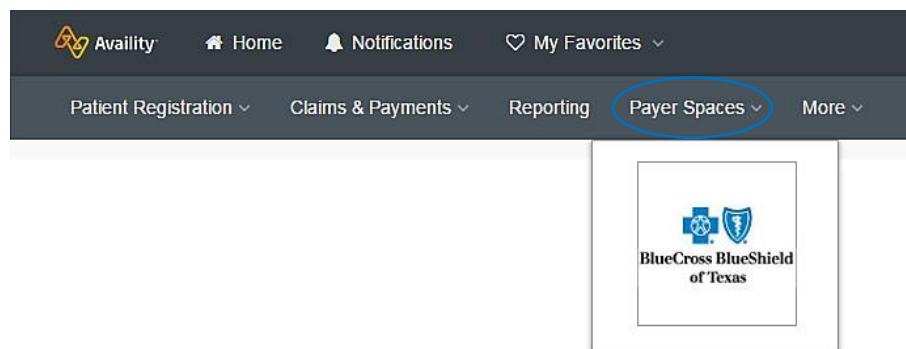 Availity Home Notifications My Favorites
Patient Registration Claims & Payments Reporting Payer Spaces More
BlueCross BlueShield
of Texas